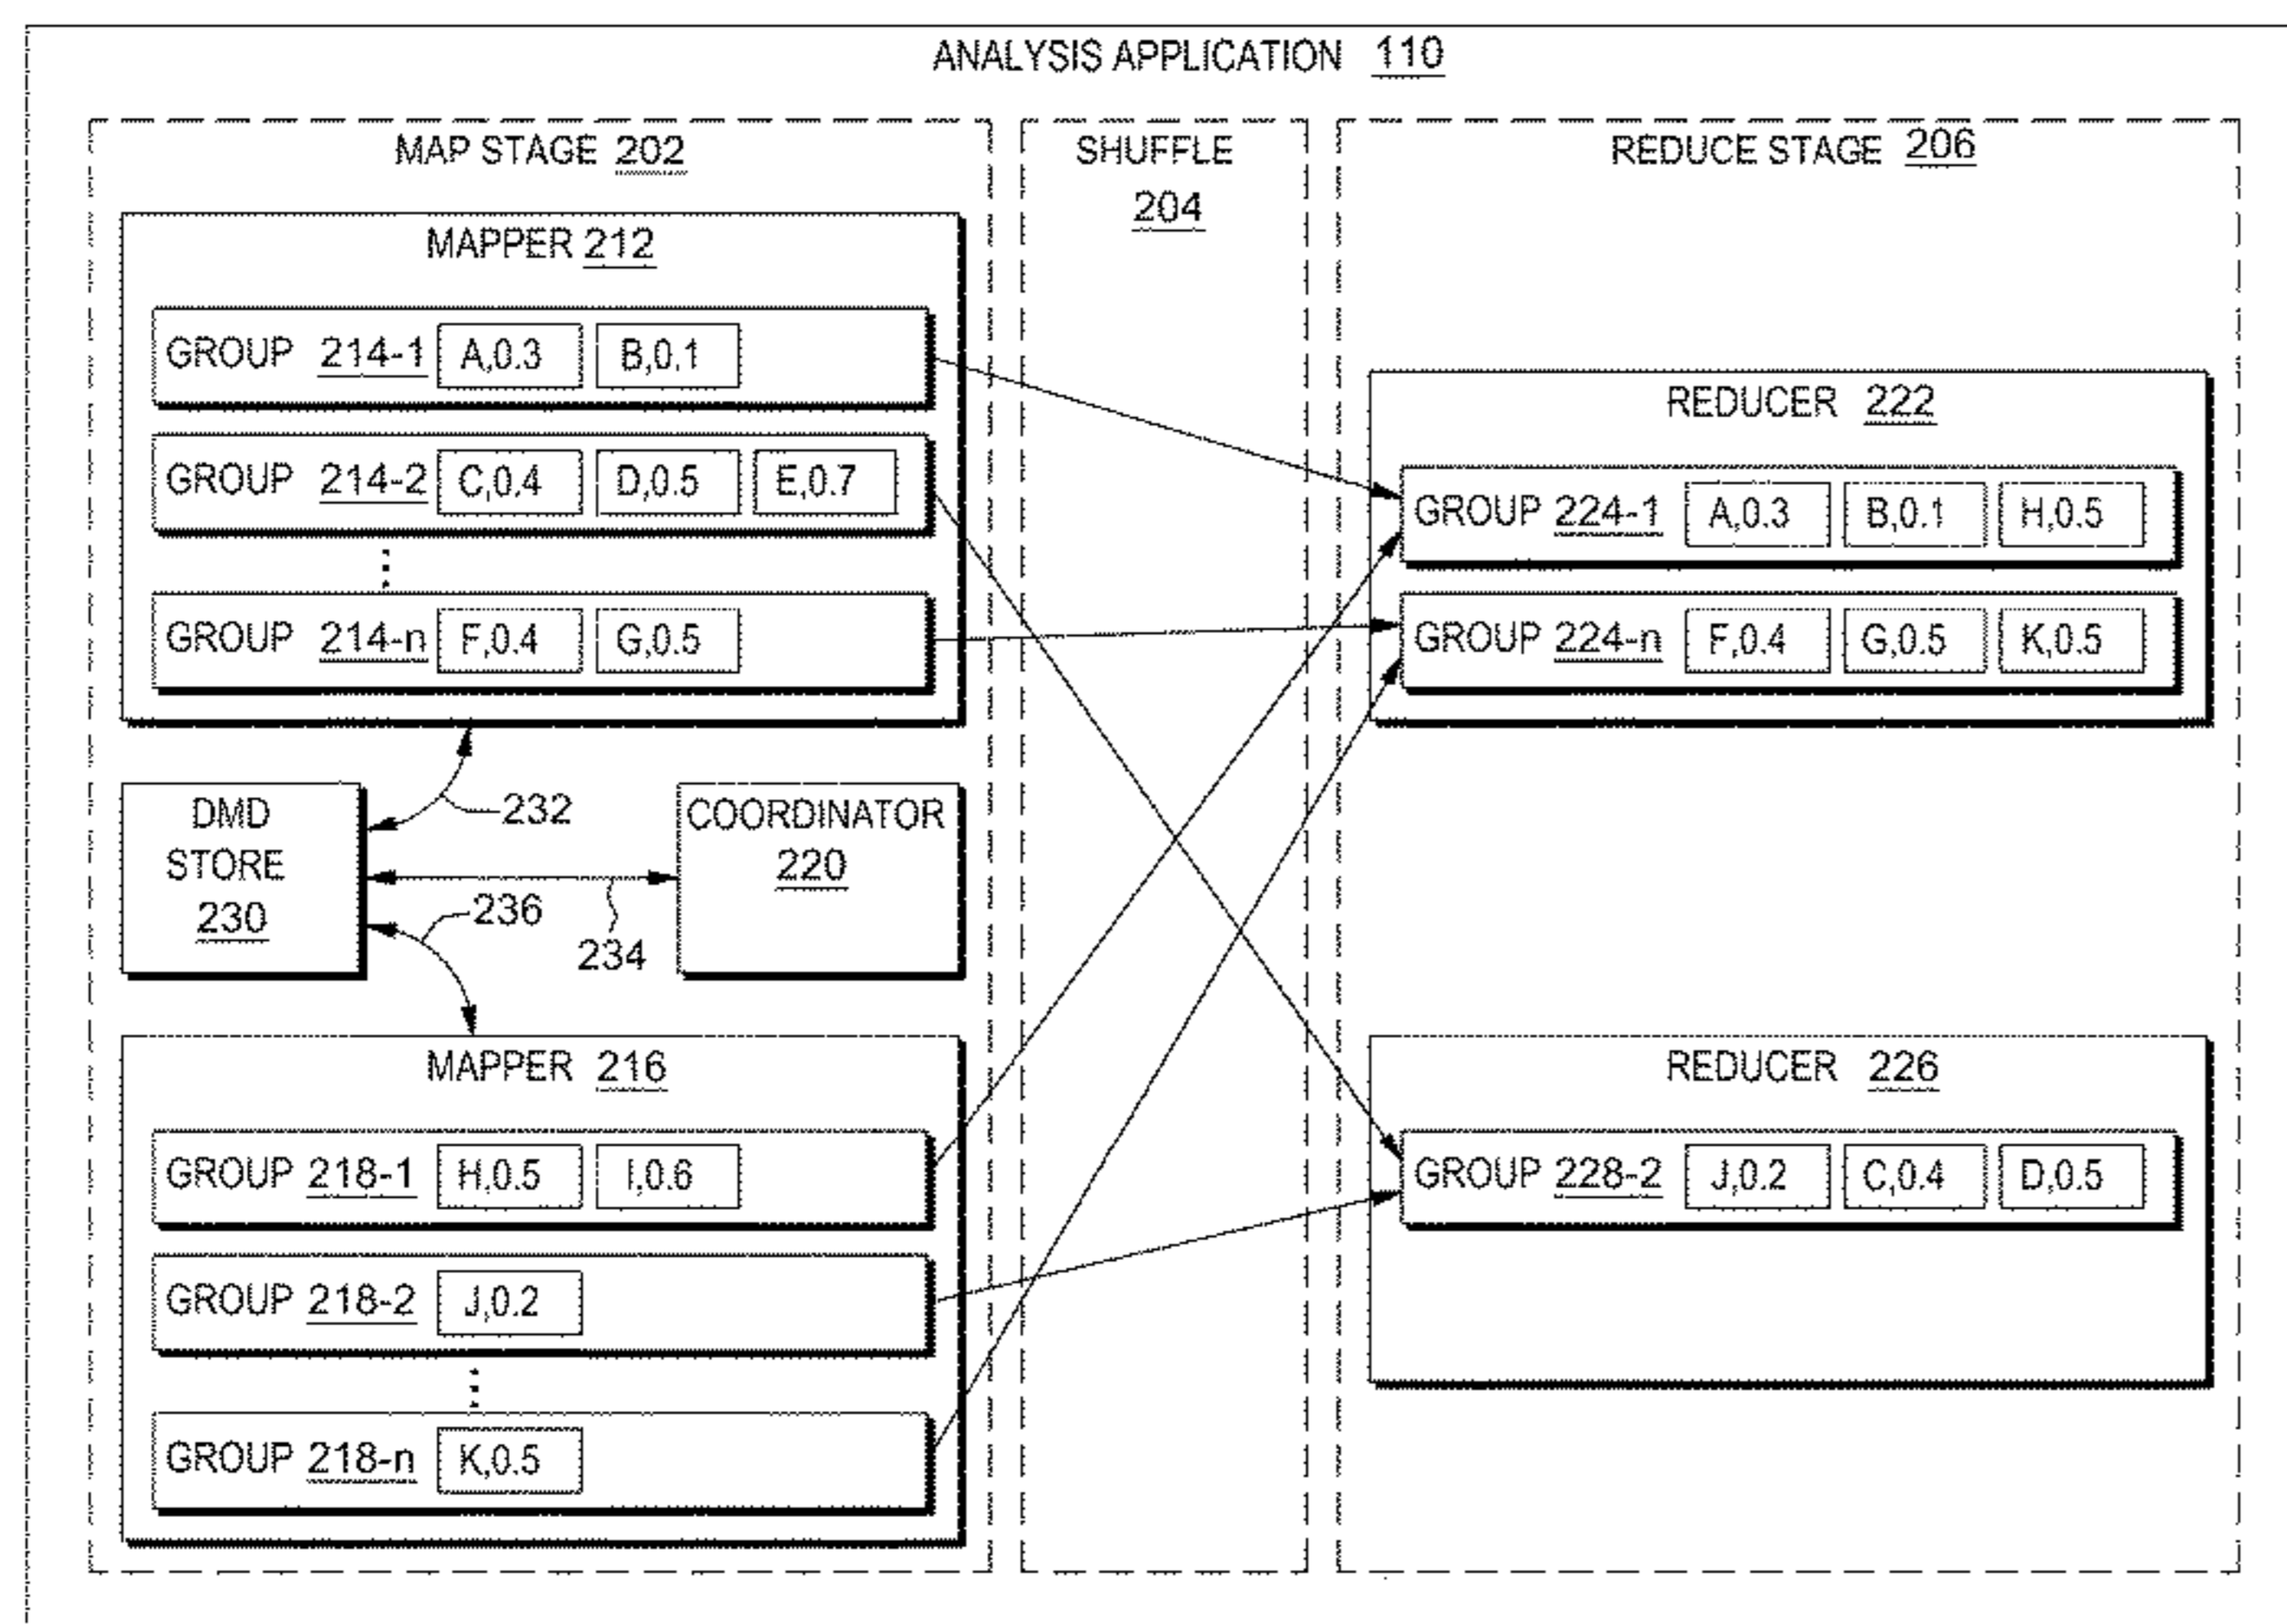 ANALYSIS APPLICATION 110
MAP STAGE 202
MAPPER 212
GROUP 214-1 A,0.3 B,0.1
GROUP 214-2 C,0.4 D,0.5 E,0.7
GROUP 214-n F,0.4 G,0.5
DMD
STORE
230
232
234
236
COORDINATOR
220
MAPPER 216
GROUP 218-1 H,0.5 I,0.6
GROUP 218-2 J,0.2
GROUP 218-n K,0.5
SHUFFLE
204
REDUCE STAGE 206
REDUCER 222
GROUP 224-1 A,0.3 B,0.1 H,0.5
GROUP 224-n F,0.4 G,0.5 K,0.5
REDUCER 226
GROUP 228-2 J,0.2 C,0.4 D,0.5